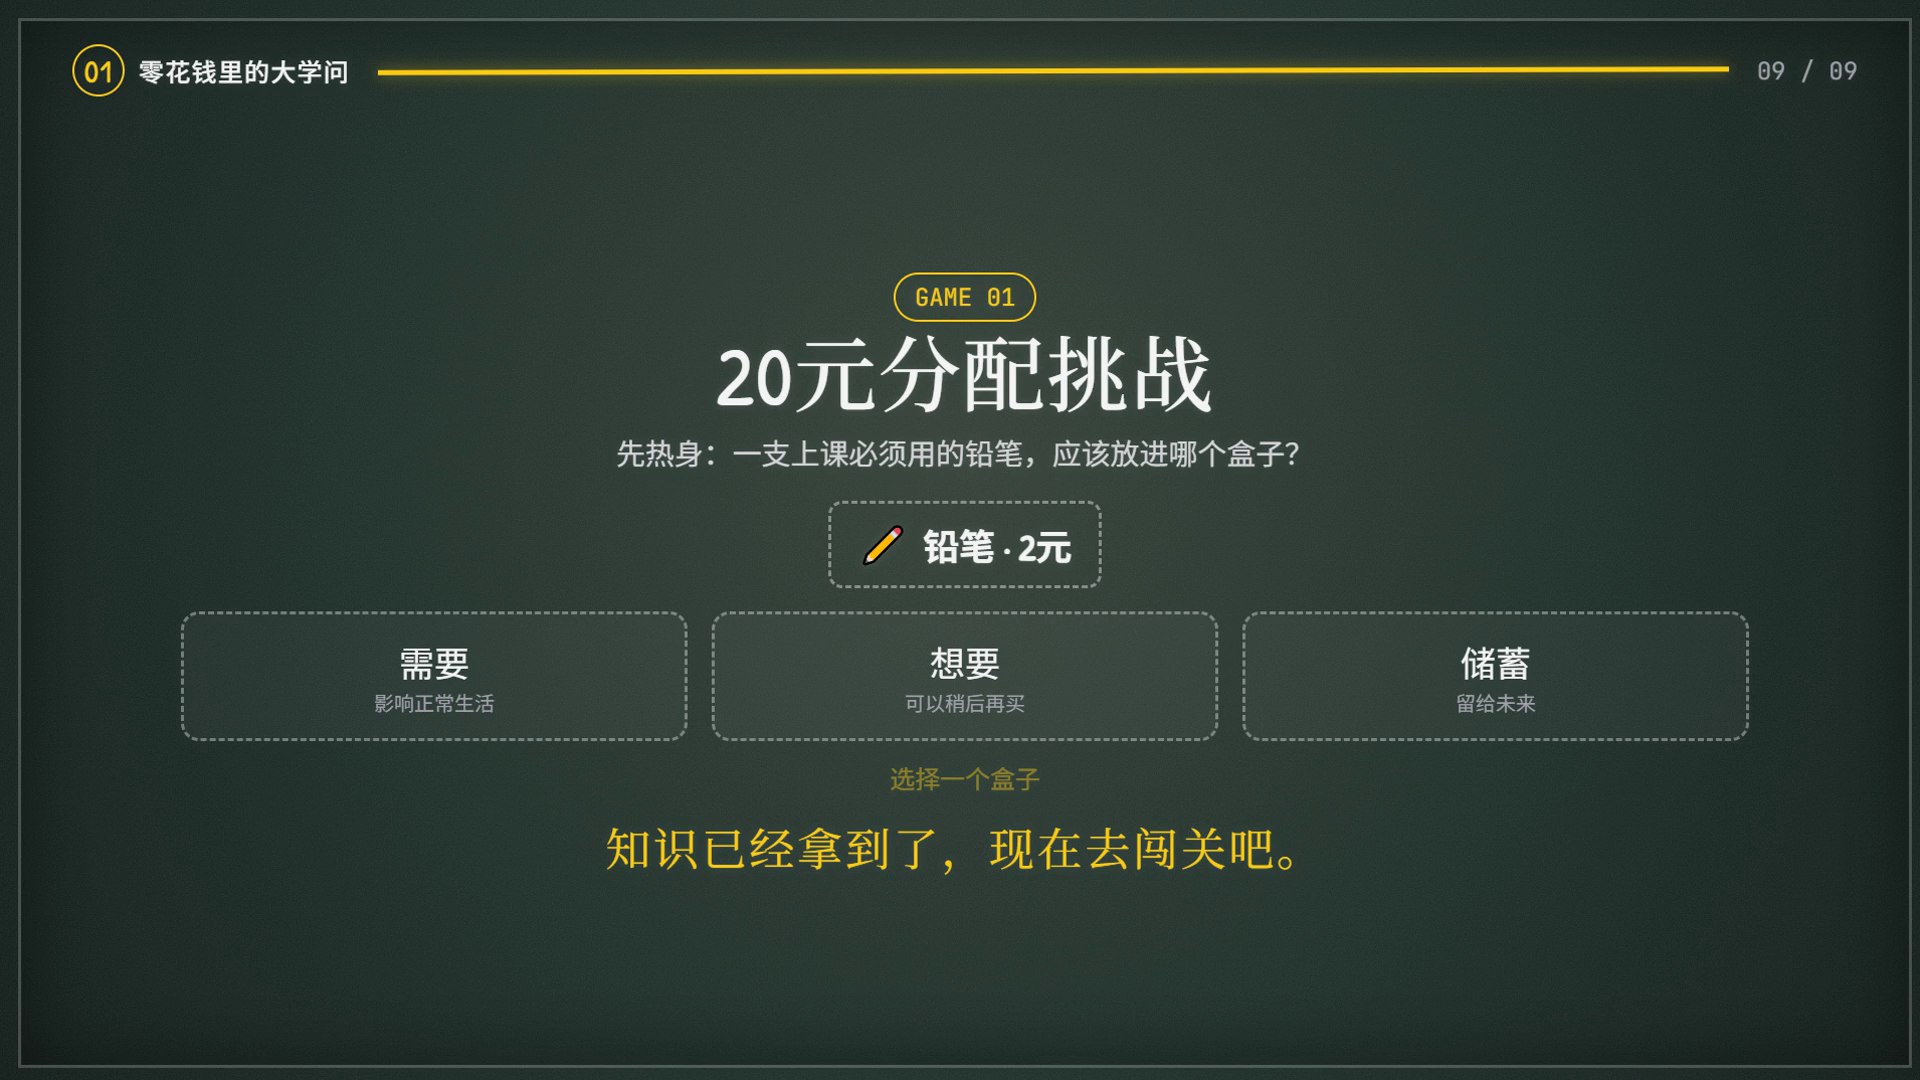 01 零花钱里的大学问
09 / 09
GAME 01
20元分配挑战
先热身：一支上课必须用的铅笔，应该放进哪个盒子？
铅笔 · 2元
需要
影响正常生活
想要
可以稍后再买
储蓄
留给未来
选择一个盒子
知识已经拿到了，现在去闯关吧。